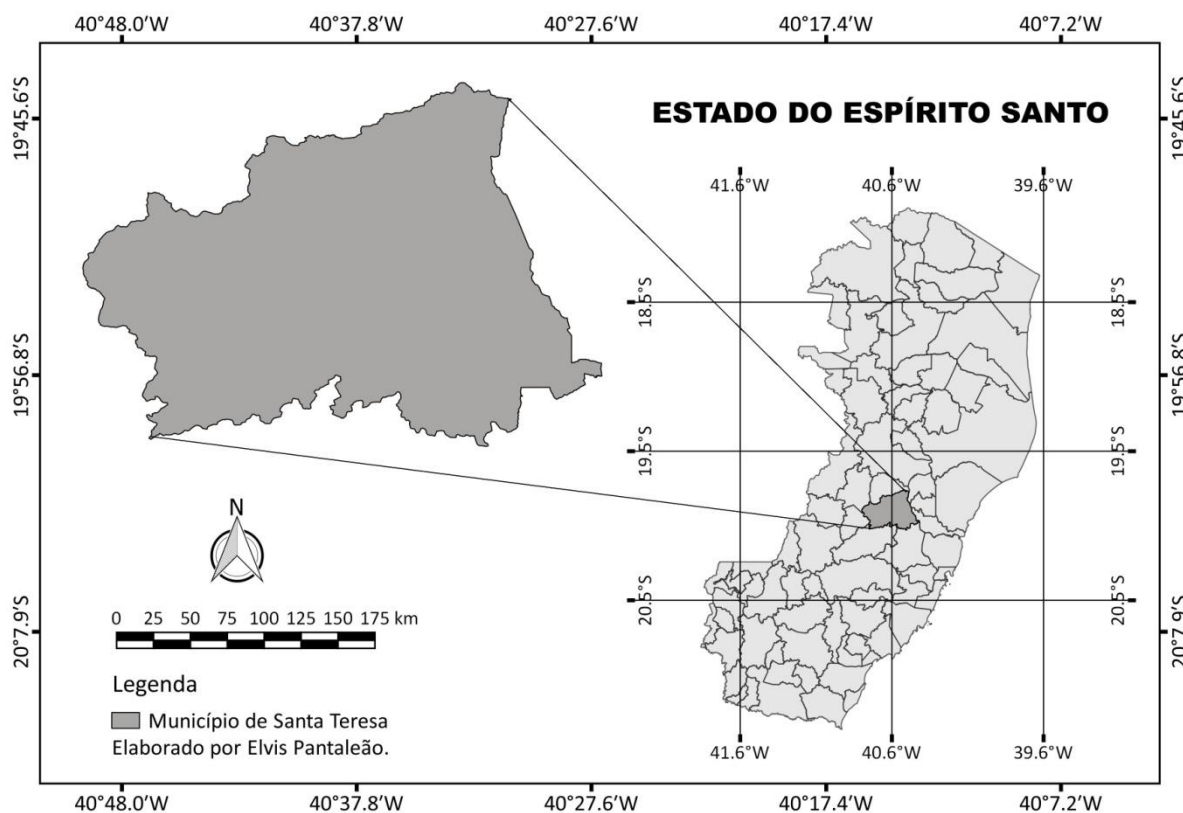 40°48.0'W 40°37.8'W 40°27.6'W 40°17.4'W 40°7.2'W
19°45.6'S
19°45.6'S
ESTADO DO ESPÍRITO SANTO
41.6°W 40.6°W 39.6°W
18.5°S
18.5°S
19°56.8'S
19°56.8'S
19.5°S
19.5°S
N
20.5°S
20.5°S
0 25 50 75 100 125 150 175 km
20°7.9'S
20°7.9'S
Legenda
Município de Santa Teresa
Elaborado por Elvis Pantaleão.
41.6°W 40.6°W 39.6°W
40°48.0'W 40°37.8'W 40°27.6'W 40°17.4'W 40°7.2'W